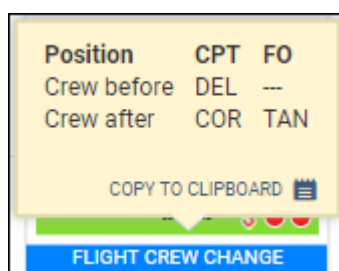 Position CPT FO
Crew before DEL ---
Crew after COR TAN
COPY TO CLIPBOARD
FLIGHT CREW CHANGE